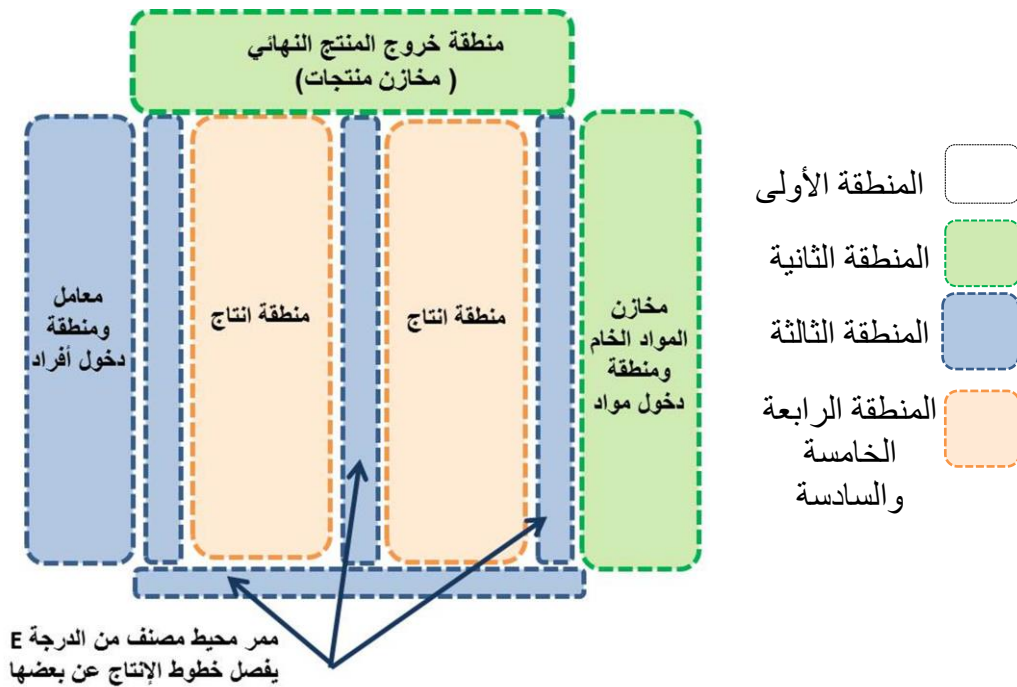 منطقة خروج المنتج النهائي
( مخازن منتجات)
المنطقة الأولى
المنطقة الثانية
المنطقة الثالثة
المنطقة الرابعة
الخامسة
والسادسة
مخازن
المواد الخام
ومنطقة
دخول مواد
منطقة انتاج
منطقة انتاج
معامل
ومنطقة
دخول أفراد
ممر محيط مصنف من الدرجة E
يفصل خطوط الإنتاج عن بعضها